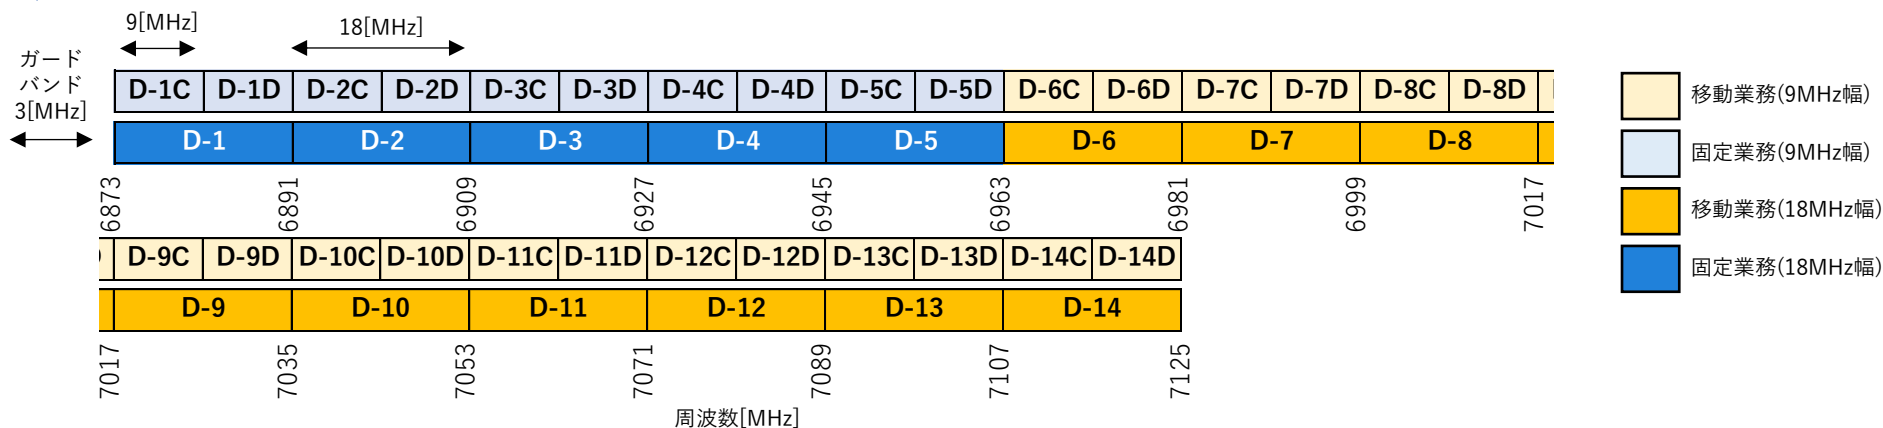 9[MHz]
18[MHz]
ガード
バンド
3[MHz]
D-1C D-1D D-2C D-2D D-3C D-3D D-4C D-4D D-5C D-5D D-6C D-6D D-7C D-7D D-8C D-8D
D-1 D-2 D-3 D-4 D-5 D-6 D-7 D-8
6873 6891 6909 6927 6945 6963 6981 6999 7017
D-9C D-9D D-10C D-10D D-11C D-11D D-12C D-12D D-13C D-13D D-14C D-14D
D-9 D-10 D-11 D-12 D-13 D-14
7017 7035 7053 7071 7089 7107 7125
周波数[MHz]
移動業務(9MHz幅)
固定業務(9MHz幅)
移動業務(18MHz幅)
固定業務(18MHz幅)